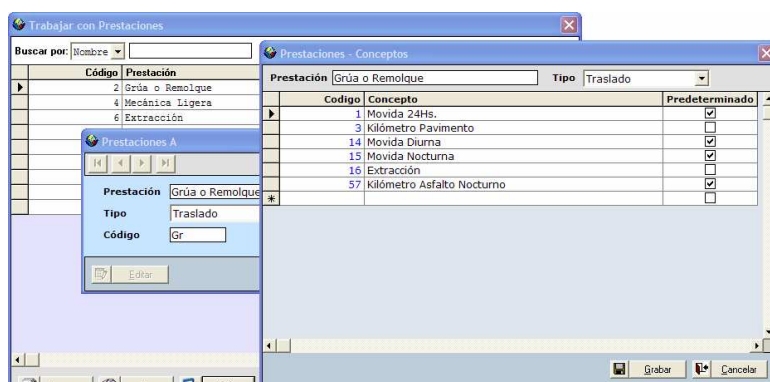 Trabajar con Prestaciones
Buscar por: Nombre
Código Prestación
2 Grúa o Remolque
4 Mecánica Ligera
6 Extracción
Prestaciones A
Prestación Grúa o Remolque
Tipo Traslado
Código Gr
Editar
Prestaciones - Conceptos
Prestación Grúa o Remolque Tipo Traslado
Codigo Concepto Predeterminado
1 Movida 24Hs.
3 Kilómetro Pavimento
14 Movida Diurna
15 Movida Nocturna
16 Extracción
57 Kilómetro Asfalto Nocturno
Grabar Cancelar